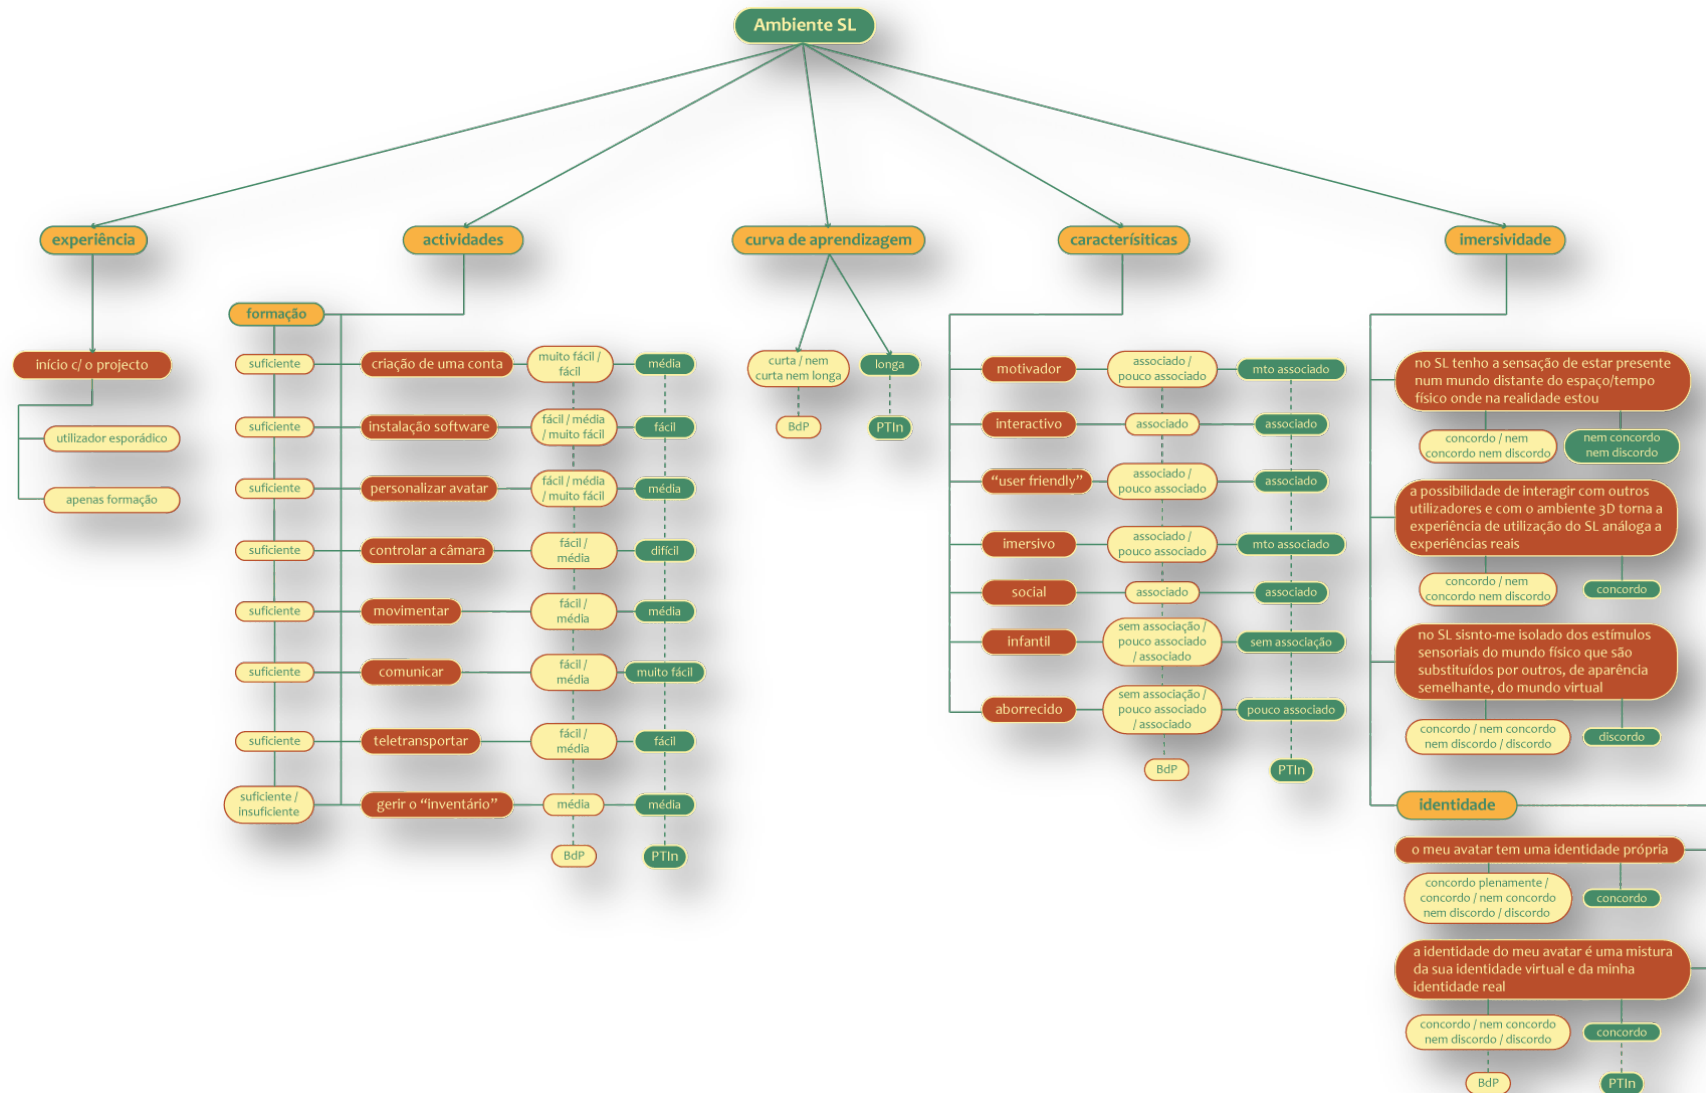 Ambiente SL
experiência
actividades
curva de aprendizagem
caracterísiticas
imersividade
início c/ o projecto
utilizador esporádico
apenas formação
formação
suficiente
criação de uma conta
muito fácil /
fácil
média
suficiente
instalação software
fácil / média
/ muito fácil
fácil
suficiente
personalizar avatar
fácil / média
/ muito fácil
média
suficiente
controlar a câmara
fácil /
média
difícil
suficiente
movimentar
fácil /
média
média
suficiente
comunicar
fácil /
média
muito fácil
suficiente
teletransportar
fácil /
média
fácil
suficiente /
insuficiente
gerir o “inventário”
média
média
BdP
PTIn
curta / nem
curta nem longa
longa
BdP
PTIn
motivador
associado /
pouco associado
mto associado
interactivo
associado
associado
“user friendly”
associado /
pouco associado
associado
imersivo
associado /
pouco associado
mto associado
social
associado
associado
infantil
sem associação /
pouco associado
/ associado
sem associação
aborrecido
sem associação /
pouco associado
/ associado
pouco associado
BdP
PTIn
no SL tenho a sensação de estar presente
num mundo distante do espaço/tempo
físico onde na realidade estou
concordo / nem
concordo nem discordo
nem concordo
nem discordo
a possibilidade de interagir com outros
utilizadores e com o ambiente 3D torna a
experiência de utilização do SL análoga a
experiências reais
concordo / nem
concordo nem discordo
concordo
no SL sisnto-me isolado dos estímulos
sensoriais do mundo físico que são
substituídos por outros, de aparência
semelhante, do mundo virtual
concordo / nem concordo
nem discordo / discordo
discordo
identidade
o meu avatar tem uma identidade própria
concordo plenamente /
concordo / nem concordo
nem discordo / discordo
concordo
a identidade do meu avatar é uma mistura
da sua identidade virtual e da minha
identidade real
concordo / nem concordo
nem discordo / discordo
concordo
BdP
PTIn